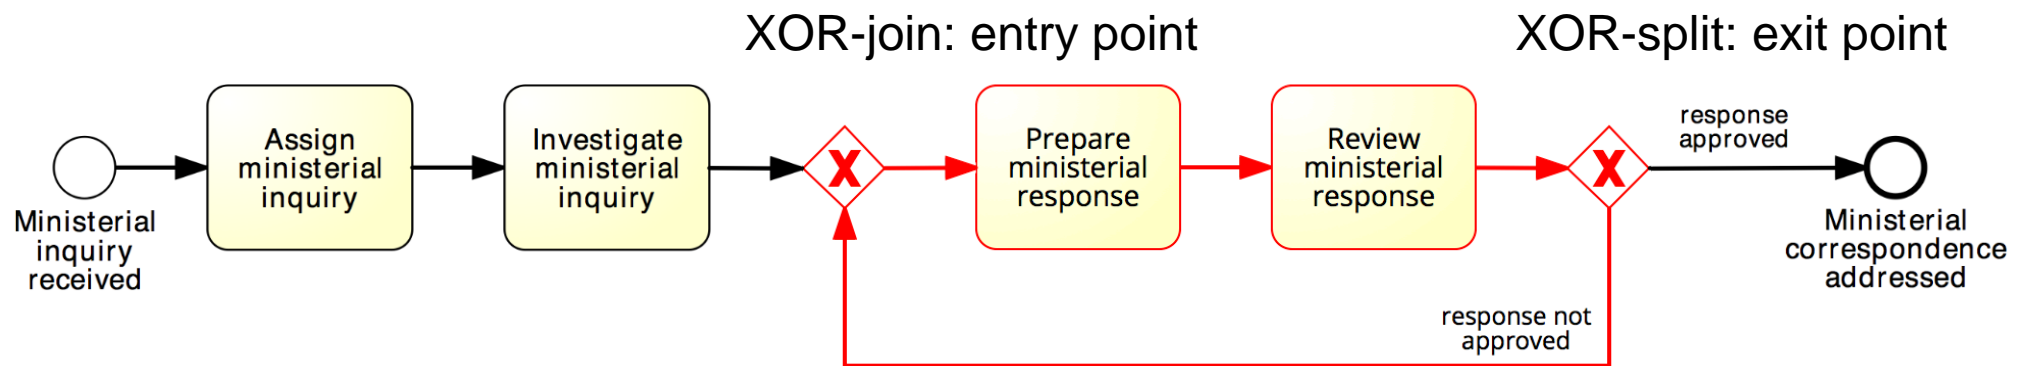 XOR-join: entry point
XOR-split: exit point
Ministerial
inquiry
received
Assign
ministerial
inquiry
Investigate
ministerial
inquiry
X
Prepare
ministerial
response
Review
ministerial
response
X
response
approved
response not
approved
Ministerial
correspondence
addressed